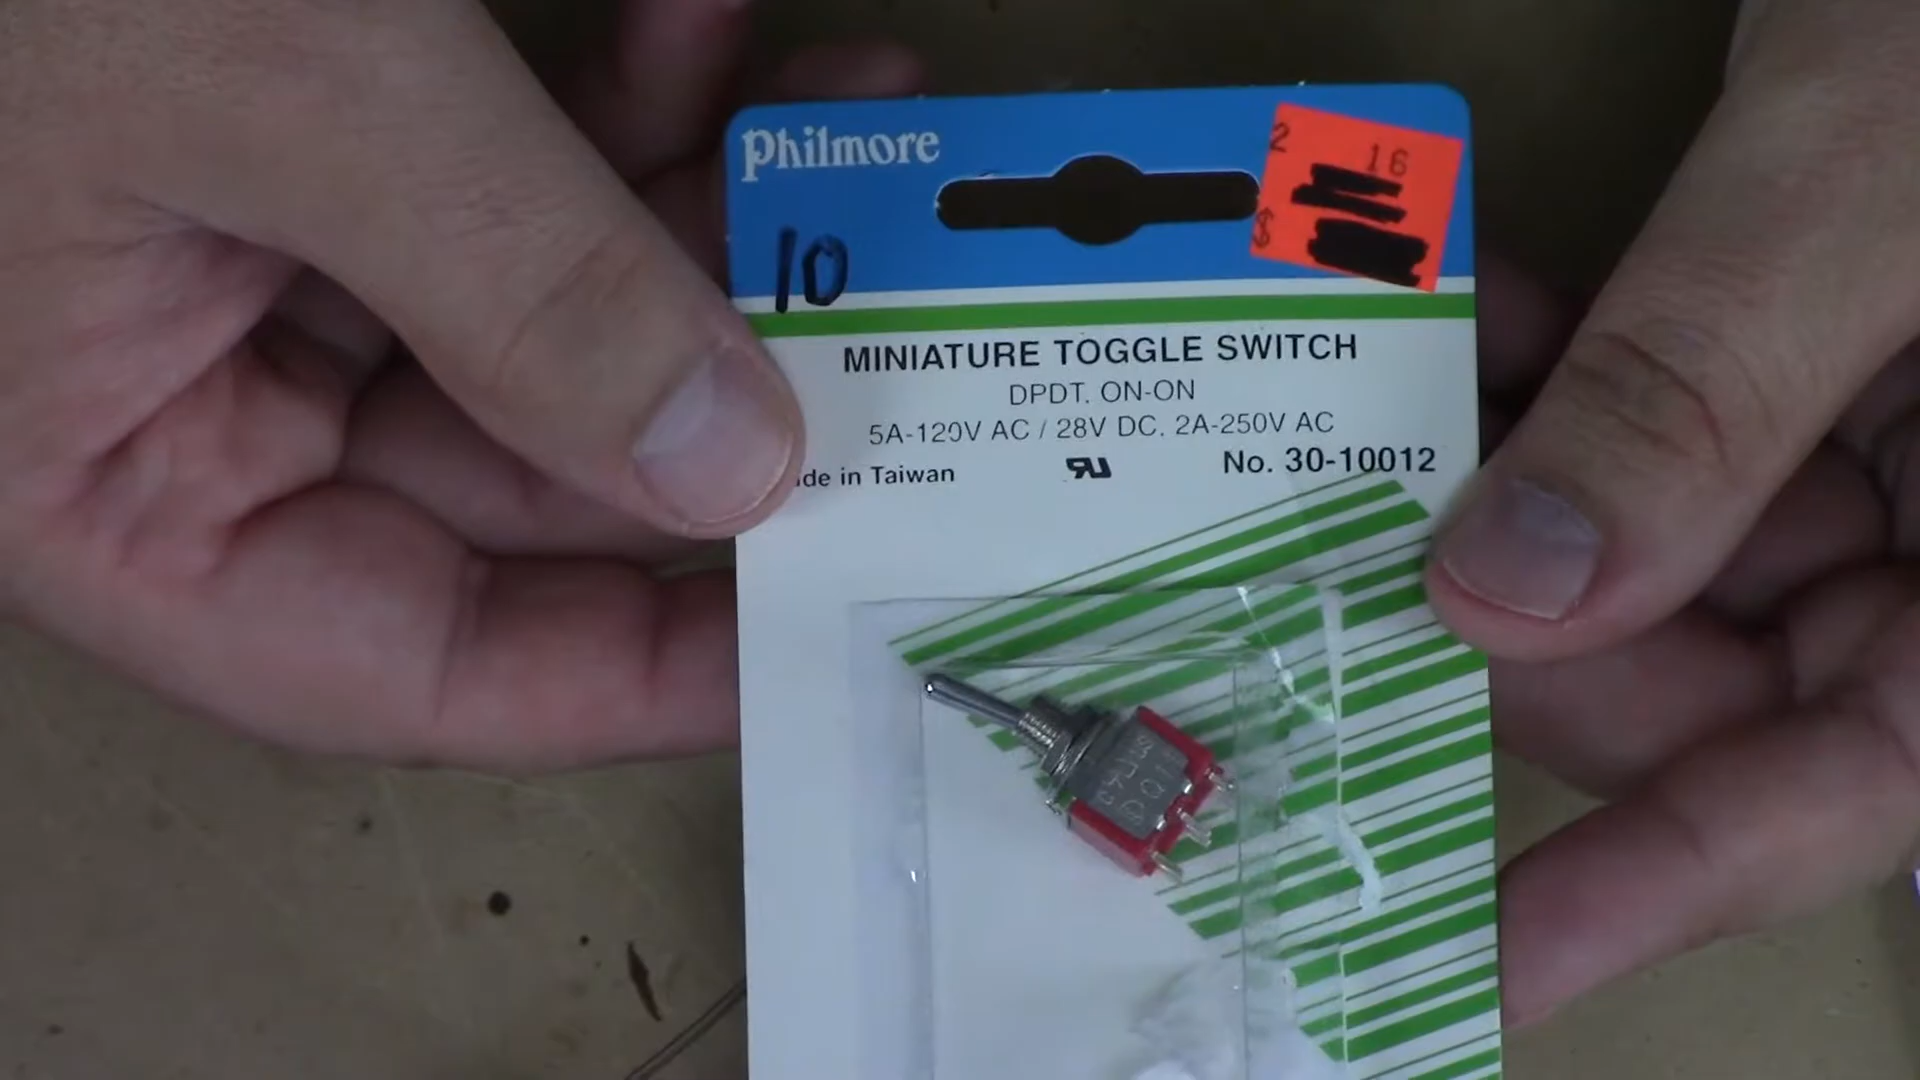 Philmore
2 16
$
10
MINIATURE TOGGLE SWITCH
DPDT. ON-ON
5A-120V AC / 28V DC. 2A-250V AC
de in Taiwan
No. 30-10012